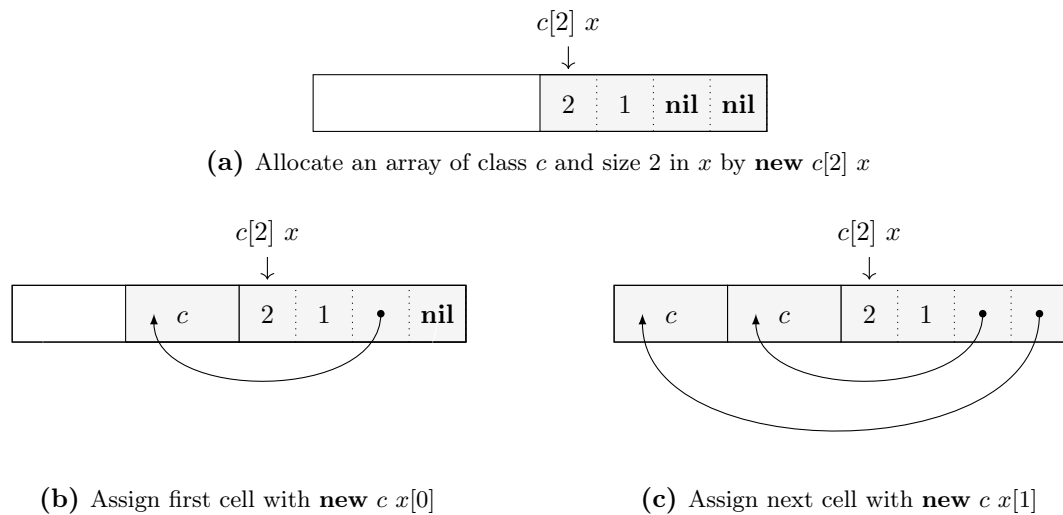 c[2] x
2 1 nil nil
(a) Allocate an array of class c and size 2 in x by new c[2] x
c[2] x
c 2 1 nil
(b) Assign first cell with new c x[0]
c[2] x
c c 2 1
(c) Assign next cell with new c x[1]